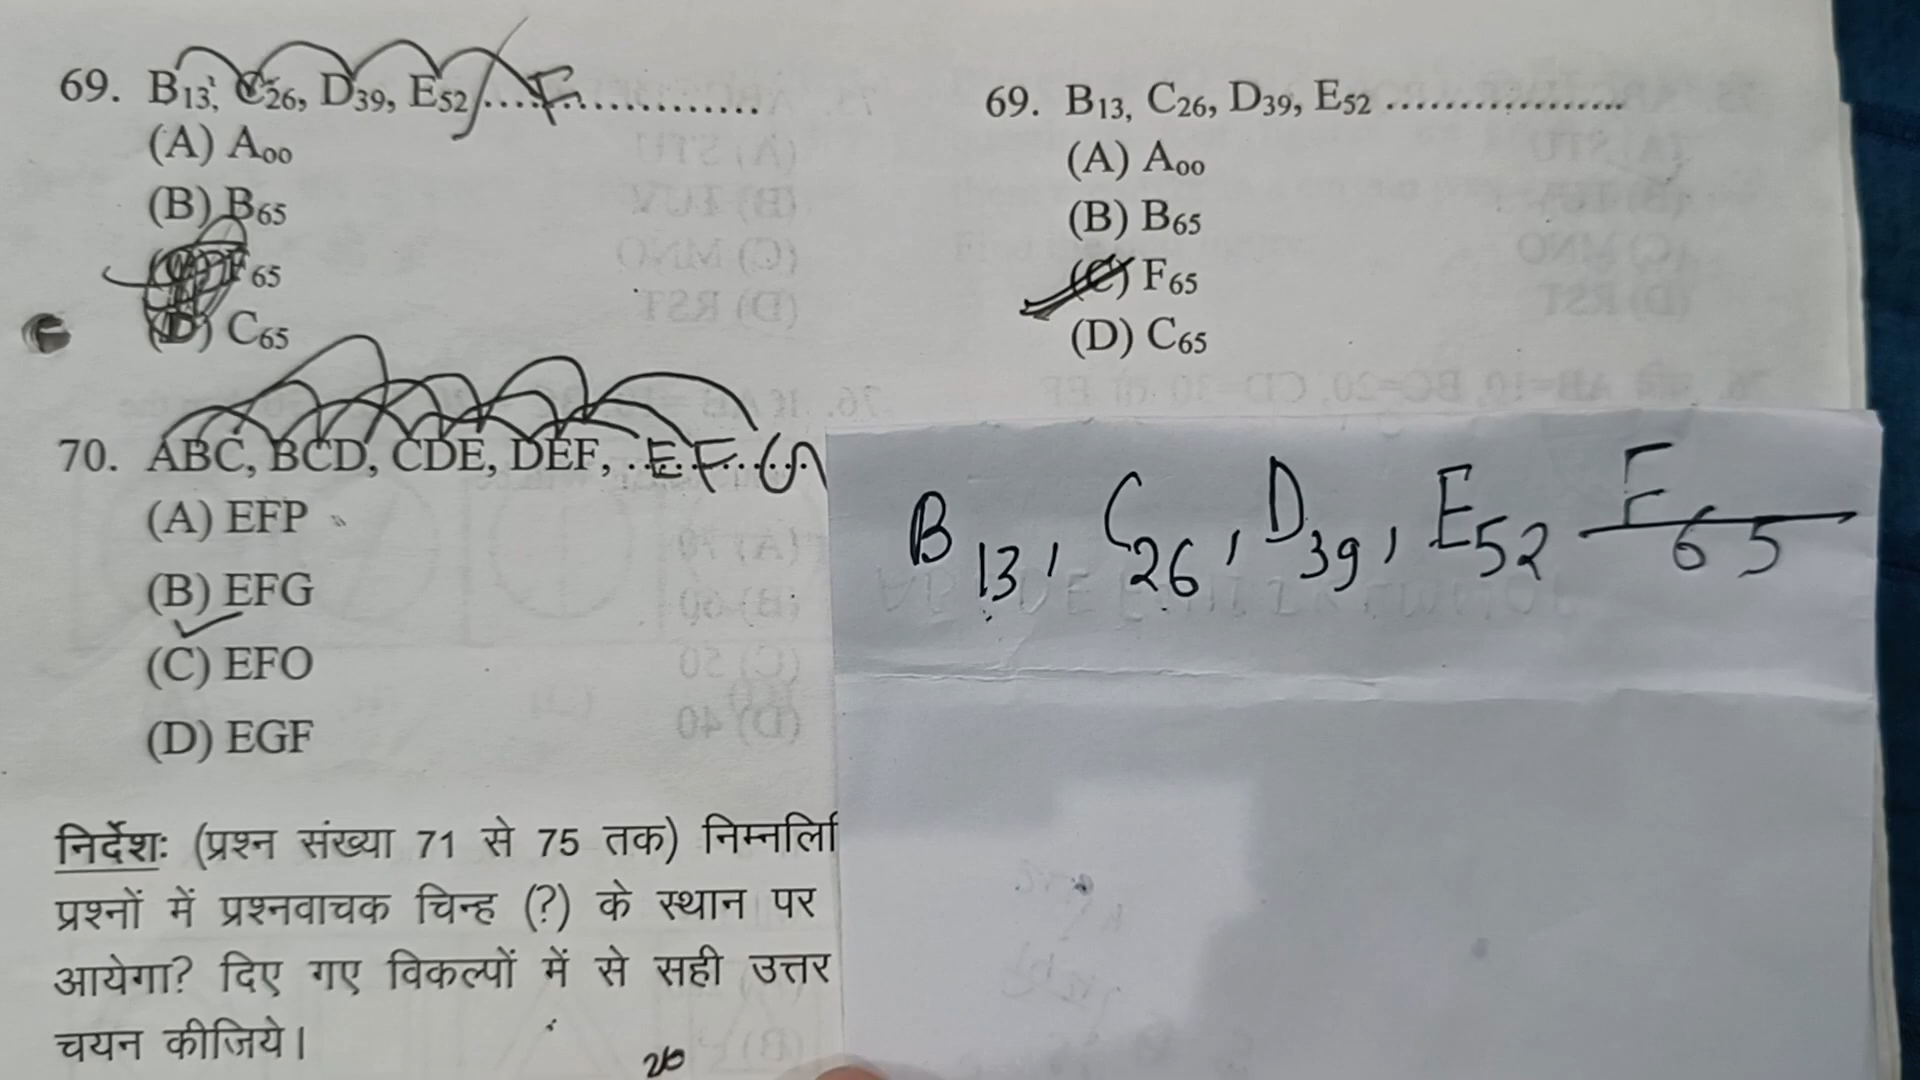 69. B13, C26, D39, E52 .................. F
(A) A00
(B) B65
F65
(D) C65
70. ABC, BCD, CDE, DEF, ............ EFG
(A) EFP
(B) EFG
(C) EFO
(D) EGF
निर्देशः (प्रश्न संख्या 71 से 75 तक) निम्नलि
प्रश्नों में प्रश्नवाचक चिन्ह (?) के स्थान पर
आयेगा? दिए गए विकल्पों में से सही उत्तर
चयन कीजिये।
26
69. B13, C26, D39, E52 ..................
(A) A00
(B) B65
(C) F65
(D) C65
B13, C26, D39, E52 F65